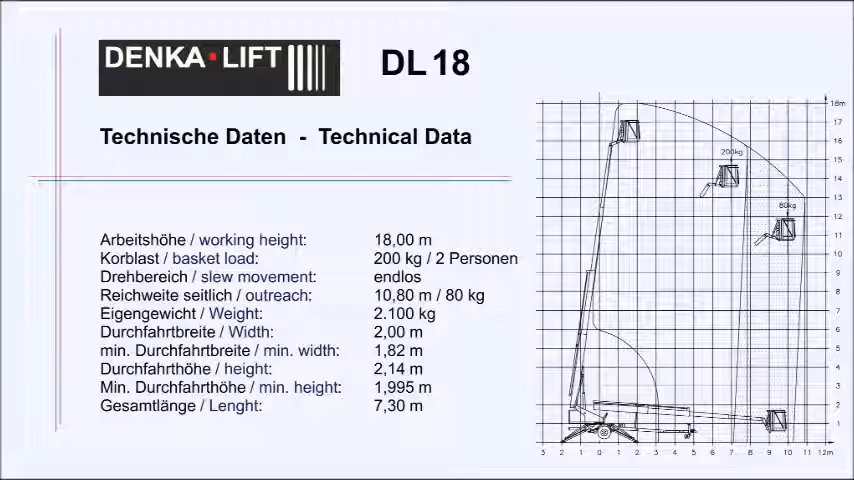 DENKA LIFT
DL 18
Technische Daten - Technical Data
Arbeitshöhe / working height: 18,00 m
Korblast / basket load: 200 kg / 2 Personen
Drehbereich / slew movement: endlos
Reichweite seitlich / outreach: 10,80 m / 80 kg
Eigengewicht / Weight: 2.100 kg
Durchfahrtbreite / Width: 2,00 m
min. Durchfahrtbreite / min. width: 1,82 m
Durchfahrthöhe / height: 2,14 m
Min. Durchfahrthöhe / min. height: 1,995 m
Gesamtlänge / Lenght: 7,30 m
18m
17
16
200kg
15
14
13
80kg
12
11
10
9
8
7
6
5
4
3
2
1
3 2 1 0 1 2 3 4 5 6 7 8 9 10 11 12m